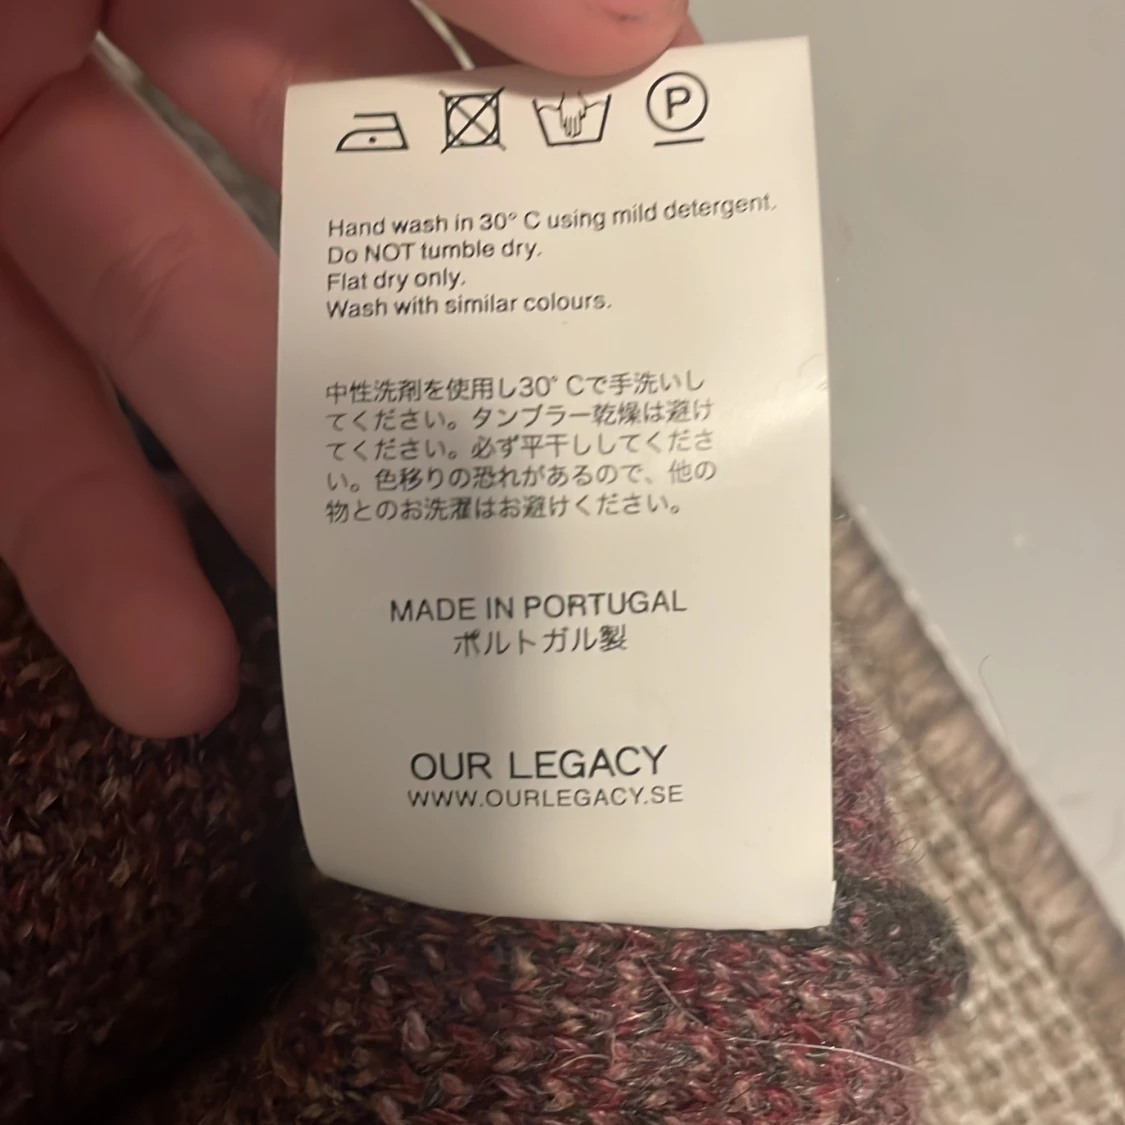 P
Hand wash in 30° C using mild detergent.
Do NOT tumble dry.
Flat dry only.
Wash with similar colours.
中性洗剤を使用し30° Cで手洗いし
てください。タンブラー乾燥は避け
てください。必ず平干ししてくださ
い。色移りの恐れがあるので、他の
物とのお洗濯はお避けください。
MADE IN PORTUGAL
ポルトガル製
OUR LEGACY
WWW.OURLEGACY.SE